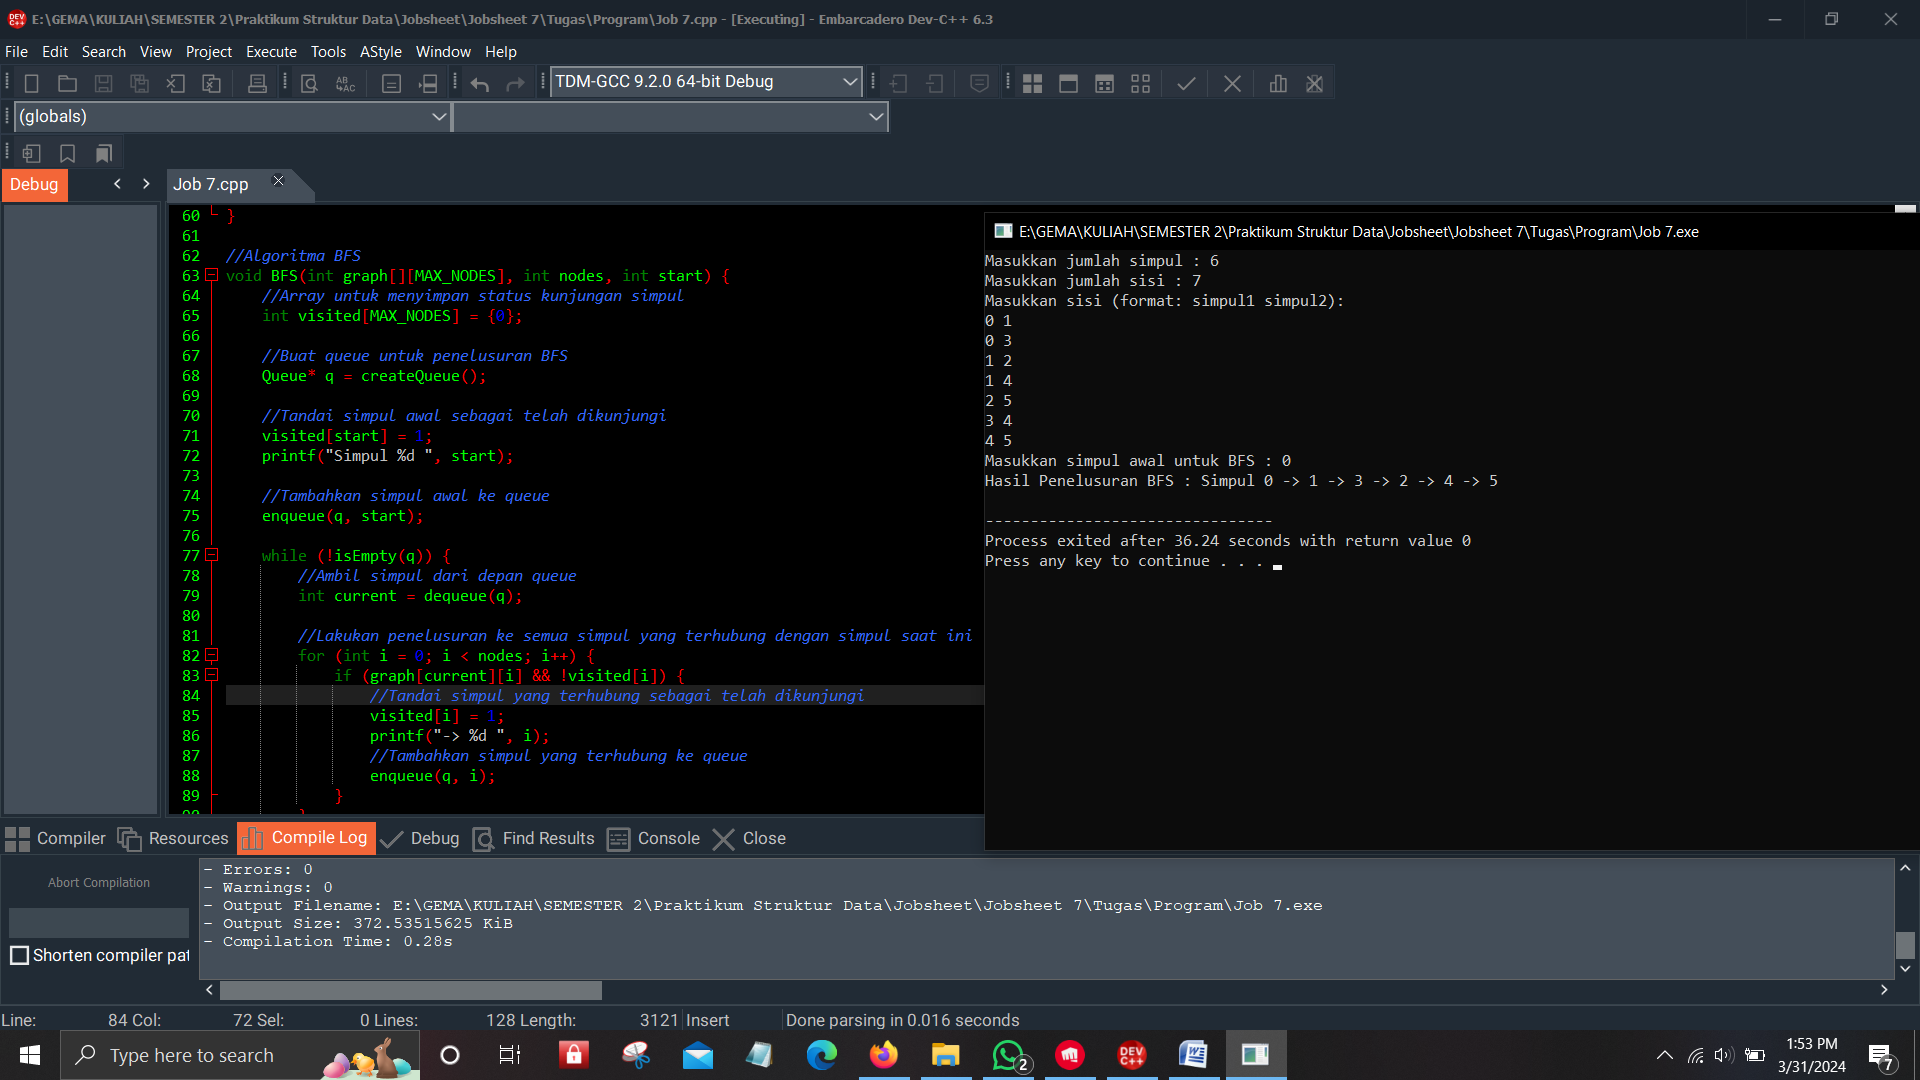 E:\GEMA\KULIAH\SEMESTER 2\Praktikum Struktur Data\Jobsheet\Jobsheet 7\Tugas\Program\Job 7.cpp - [Executing] - Embarcadero Dev-C++ 6.3
File Edit Search View Project Execute Tools AStyle Window Help
TDM-GCC 9.2.0 64-bit Debug
(globals)
Debug
Job 7.cpp
60 }
61
62 //Algoritma BFS
63 void BFS(int graph[][MAX_NODES], int nodes, int start) {
64 //Array untuk menyimpan status kunjungan simpul
65 int visited[MAX_NODES] = {0};
66
67 //Buat queue untuk penelusuran BFS
68 Queue* q = createQueue();
69
70 //Tandai simpul awal sebagai telah dikunjungi
71 visited[start] = 1;
72 printf("Simpul %d ", start);
73
74 //Tambahkan simpul awal ke queue
75 enqueue(q, start);
76
77 while (!isEmpty(q)) {
78 //Ambil simpul dari depan queue
79 int current = dequeue(q);
80
81 //Lakukan penelusuran ke semua simpul yang terhubung dengan simpul saat ini
82 for (int i = 0; i < nodes; i++) {
83 if (graph[current][i] && !visited[i]) {
84 //Tandai simpul yang terhubung sebagai telah dikunjungi
85 visited[i] = 1;
86 printf("-> %d ", i);
87 //Tambahkan simpul yang terhubung ke queue
88 enqueue(q, i);
89 }
E:\GEMA\KULIAH\SEMESTER 2\Praktikum Struktur Data\Jobsheet\Jobsheet 7\Tugas\Program\Job 7.exe
Masukkan jumlah simpul : 6
Masukkan jumlah sisi : 7
Masukkan sisi (format: simpul1 simpul2):
0 1
0 3
1 2
1 4
2 5
3 4
4 5
Masukkan simpul awal untuk BFS : 0
Hasil Penelusuran BFS : Simpul 0 -> 1 -> 3 -> 2 -> 4 -> 5
--------------------------------
Process exited after 36.24 seconds with return value 0
Press any key to continue . . .
Compiler Resources Compile Log Debug Find Results Console Close
Abort Compilation
Shorten compiler pat
- Errors: 0
- Warnings: 0
- Output Filename: E:\GEMA\KULIAH\SEMESTER 2\Praktikum Struktur Data\Jobsheet\Jobsheet 7\Tugas\Program\Job 7.exe
- Output Size: 372.53515625 KiB
- Compilation Time: 0.28s
Line: 84 Col: 72 Sel: 0 Lines: 128 Length: 3121 Insert Done parsing in 0.016 seconds
Type here to search
DEV C++
2
1:53 PM
3/31/2024
7